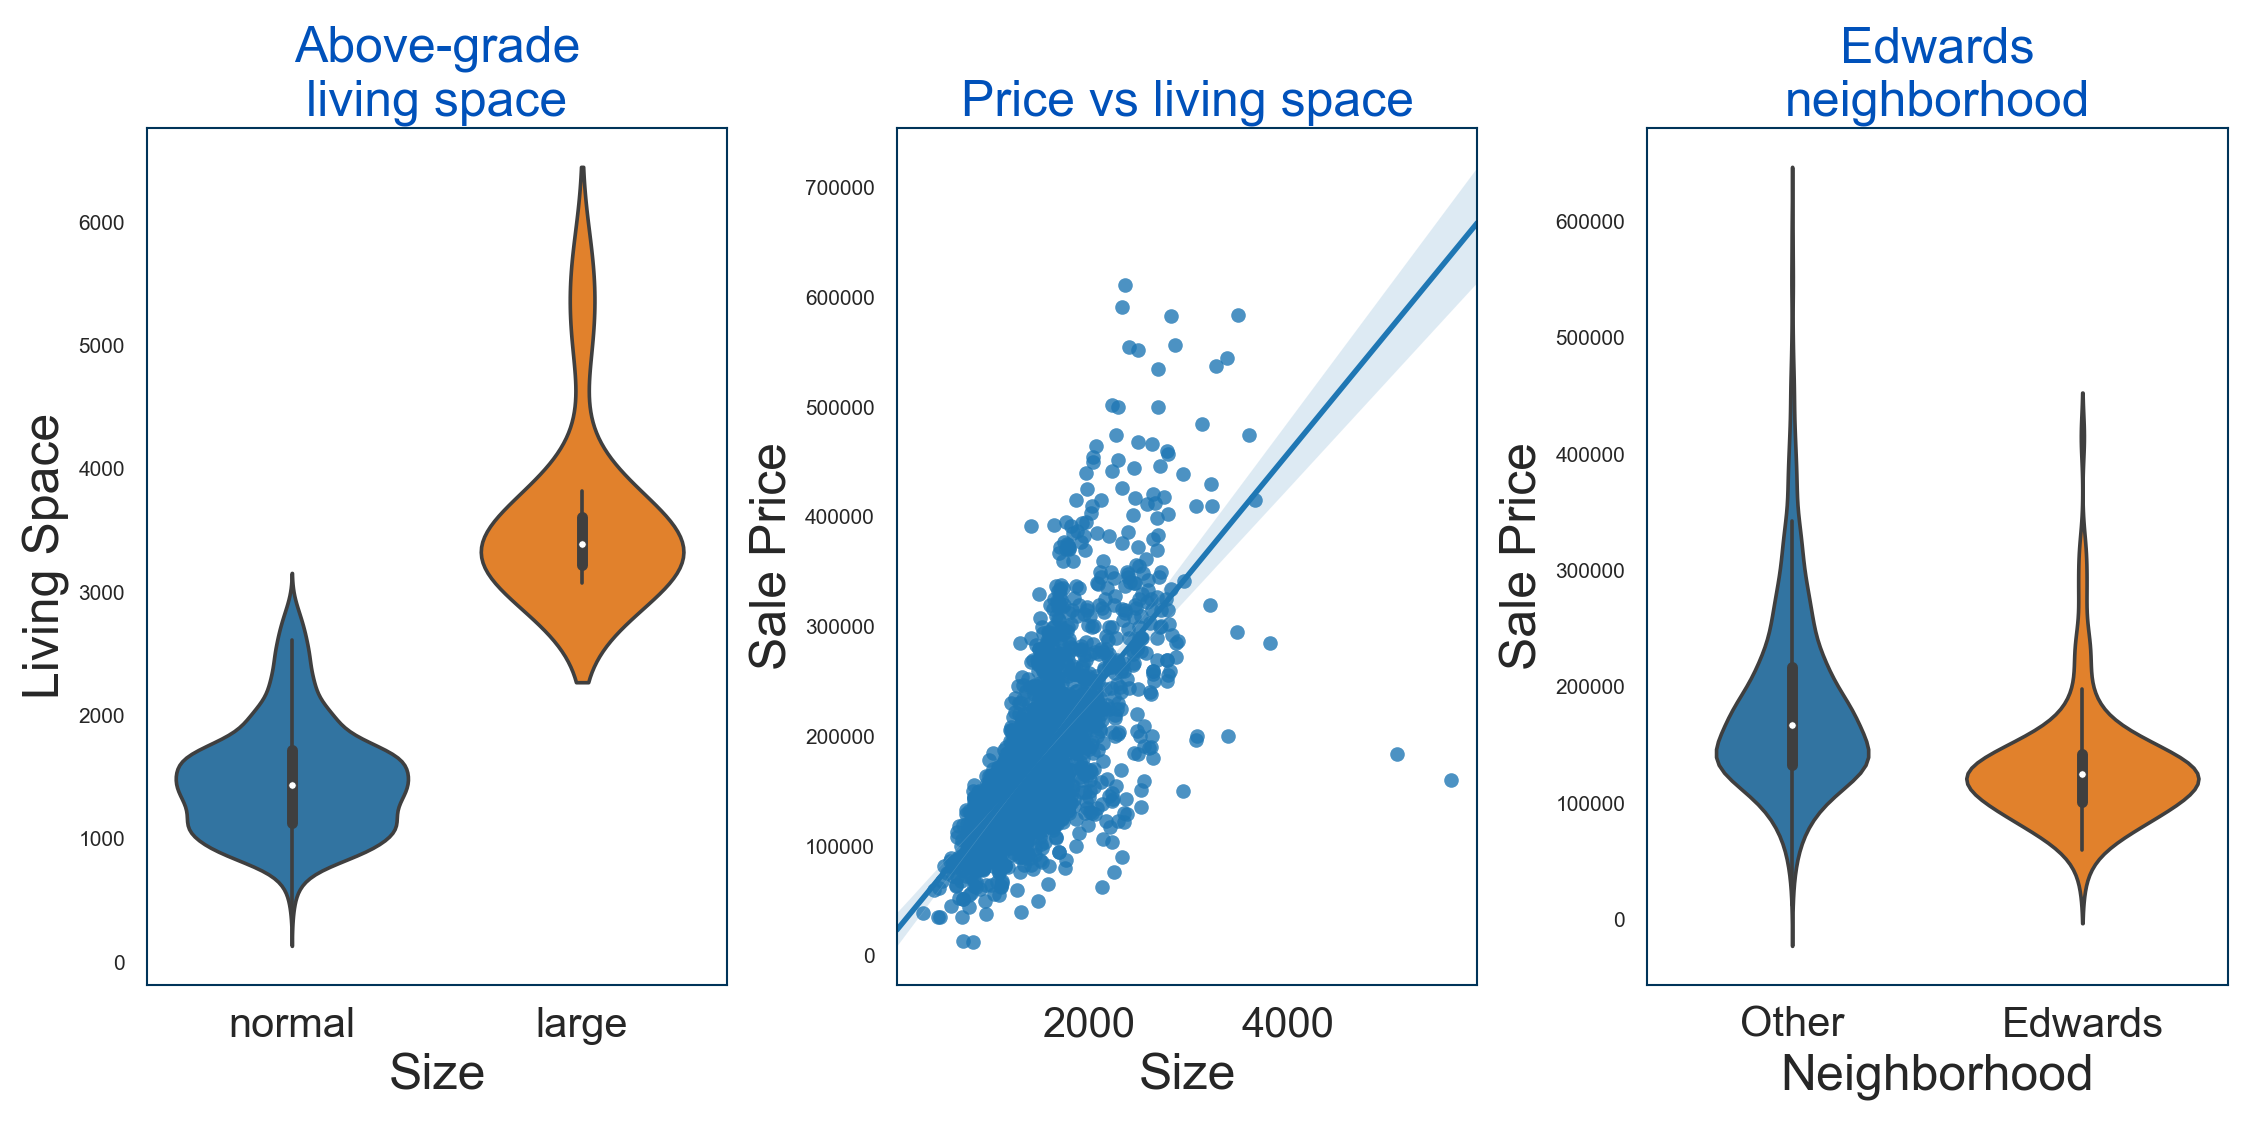 Above-grade
living space
Living Space
6000
5000
4000
3000
2000
1000
0
normal
large
Size
Price vs living space
Sale Price
700000
600000
500000
400000
300000
200000
100000
0
2000
4000
Size
Edwards
neighborhood
Sale Price
600000
500000
400000
300000
200000
100000
0
Other
Edwards
Neighborhood